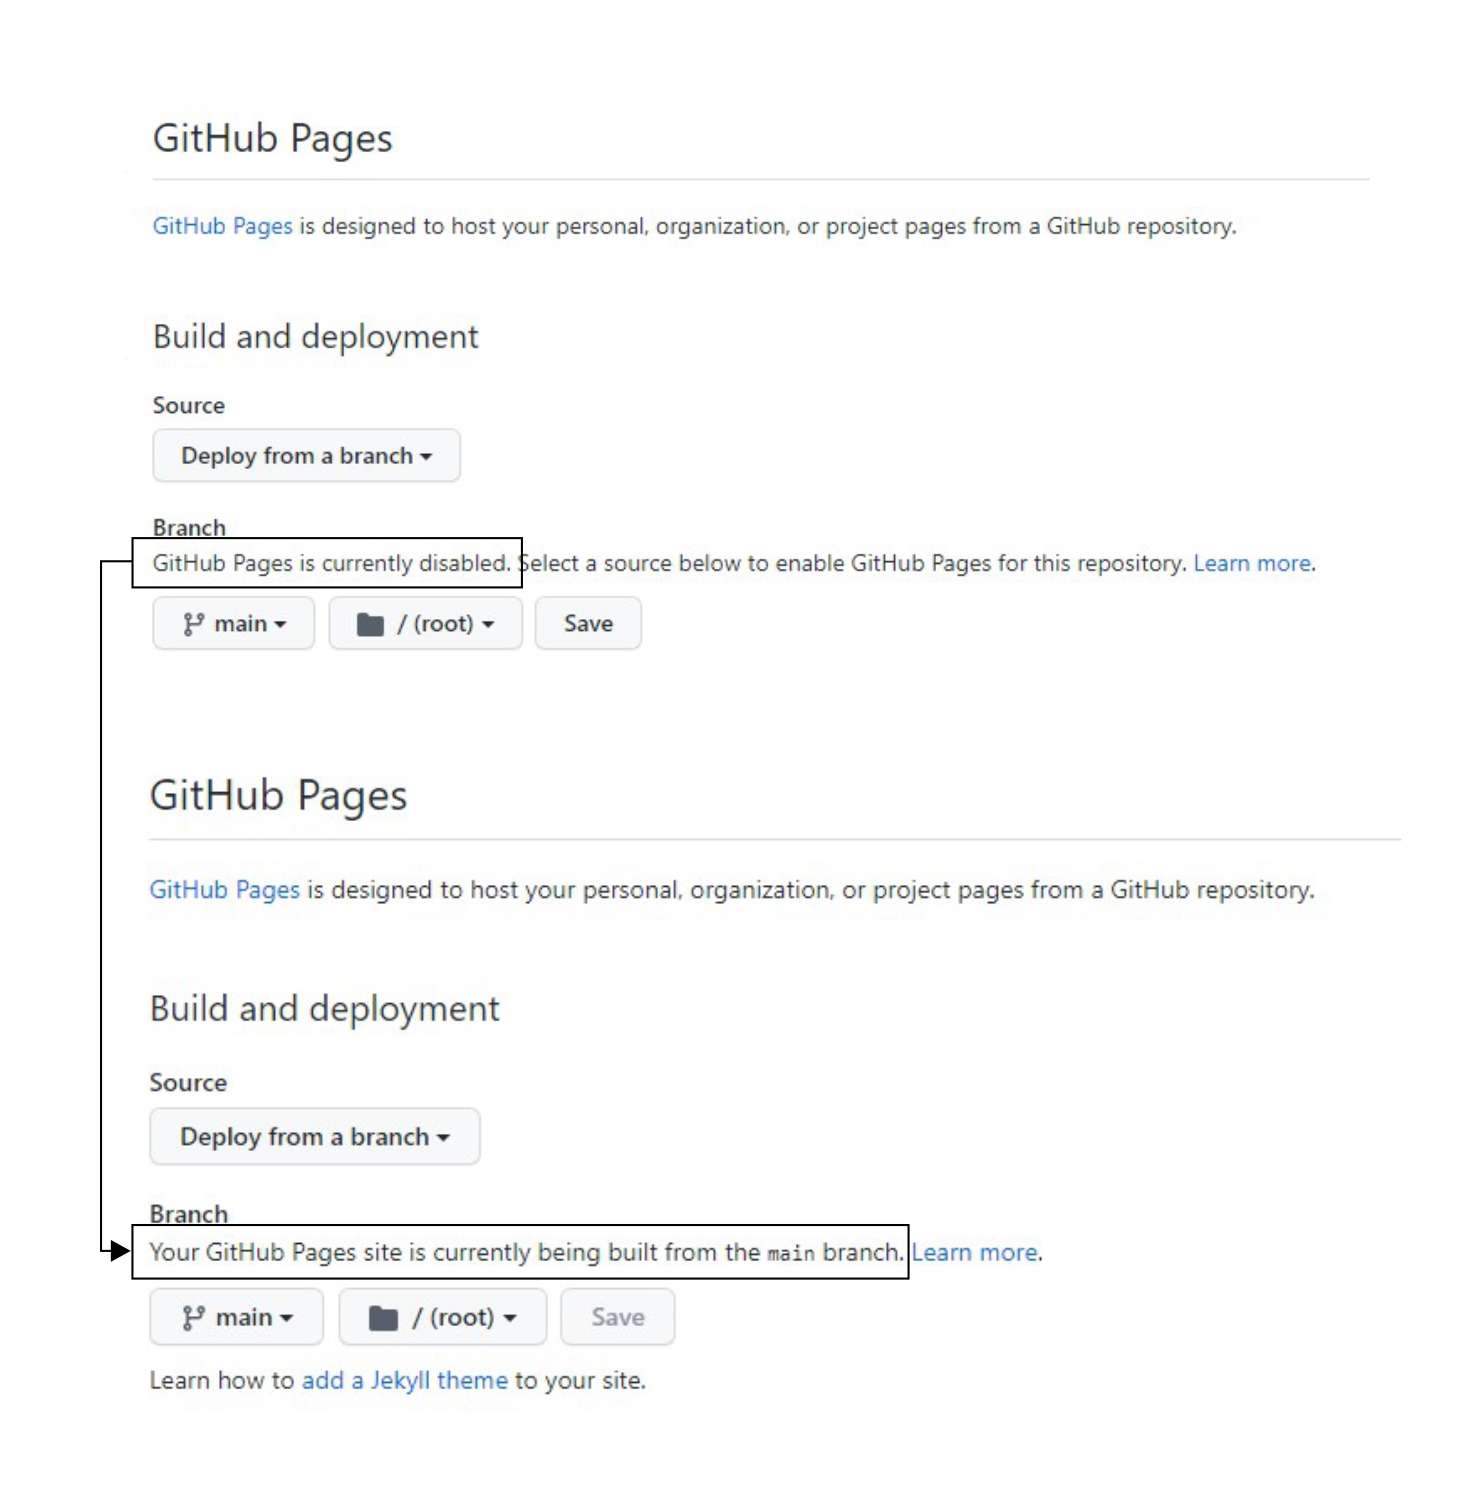 GitHub Pages
GitHub Pages is designed to host your personal, organization, or project pages from a GitHub repository.
Build and deployment
Source
Deploy from a branch
Branch
GitHub Pages is currently disabled. Select a source below to enable GitHub Pages for this repository. Learn more.
main / (root) Save
GitHub Pages
GitHub Pages is designed to host your personal, organization, or project pages from a GitHub repository.
Build and deployment
Source
Deploy from a branch
Branch
Your GitHub Pages site is currently being built from the main branch. Learn more.
main / (root) Save
Learn how to add a Jekyll theme to your site.